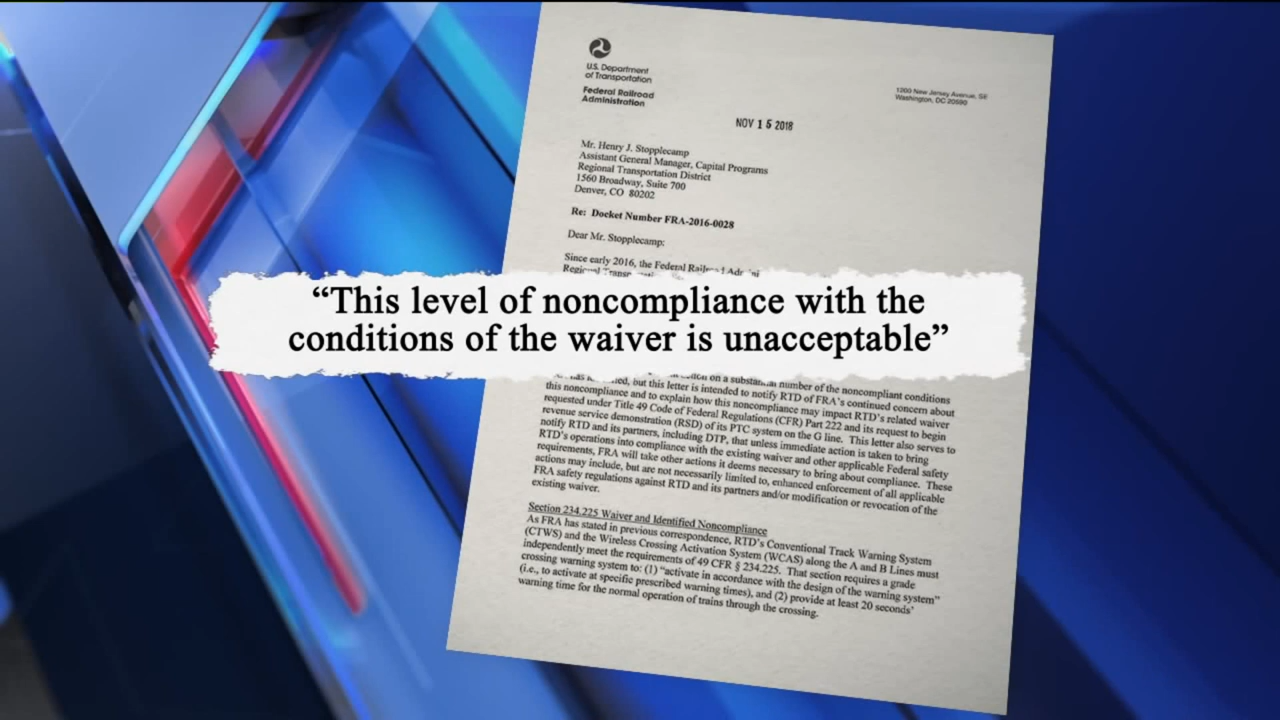 U.S. Department
of Transportation
Federal Railroad
Administration
1200 New Jersey Avenue, SE
Washington, DC 20590
NOV 15 2018
Mr. Henry J. Stopplecamp
Assistant General Manager, Capital Programs
Regional Transportation District
1560 Broadway, Suite 700
Denver, CO 80202
Re: Docket Number FRA-2016-0028
Dear Mr. Stopplecamp:
Since early 2016, the Federal Railroad
Regional
“This level of noncompliance with the
conditions of the waiver is unacceptable”
on a substantial number of the noncompliant conditions
has, but this letter is intended to notify RTD of FRA's continued concern about
this noncompliance and to explain how this noncompliance may impact RTD's related waiver
requested under Title 49 Code of Federal Regulations (CFR) Part 222 and its request to begin
revenue service demonstration (RSD) of its PTC system on the G line. This letter also serves to
notify RTD and its partners, including DTP, that unless immediate action is taken to bring
RTD's operations into compliance with the existing waiver and other applicable Federal safety
requirements, FRA will take other actions it deems necessary to bring about compliance. These
actions may include, but are not necessarily limited to, enhanced enforcement of all applicable
FRA safety regulations against RTD and its partners and/or modification or revocation of the
existing waiver.
Section 234.225 Waiver and Identified Noncompliance
As FRA has stated in previous correspondence, RTD's Conventional Track Warning System
(CTWS) and the Wireless Crossing Activation System (WCAS) along the A and B Lines must
independently meet the requirements of 49 CFR § 234.225. That section requires a grade
crossing warning system to: (1) “activate in accordance with the design of the warning system”
(i.e., to activate at specific prescribed warning times), and (2) provide at least 20 seconds'
warning time for the normal operation of trains through the crossing.